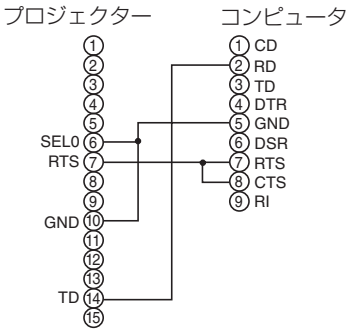 プロジェクター
コンピュータ
①
②
③
④
⑤
SEL0 ⑥
RTS ⑦
⑧
⑨
GND ⑩
⑪
⑫
⑬
TD ⑭
⑮
① CD
② RD
③ TD
④ DTR
⑤ GND
⑥ DSR
⑦ RTS
⑧ CTS
⑨ RI